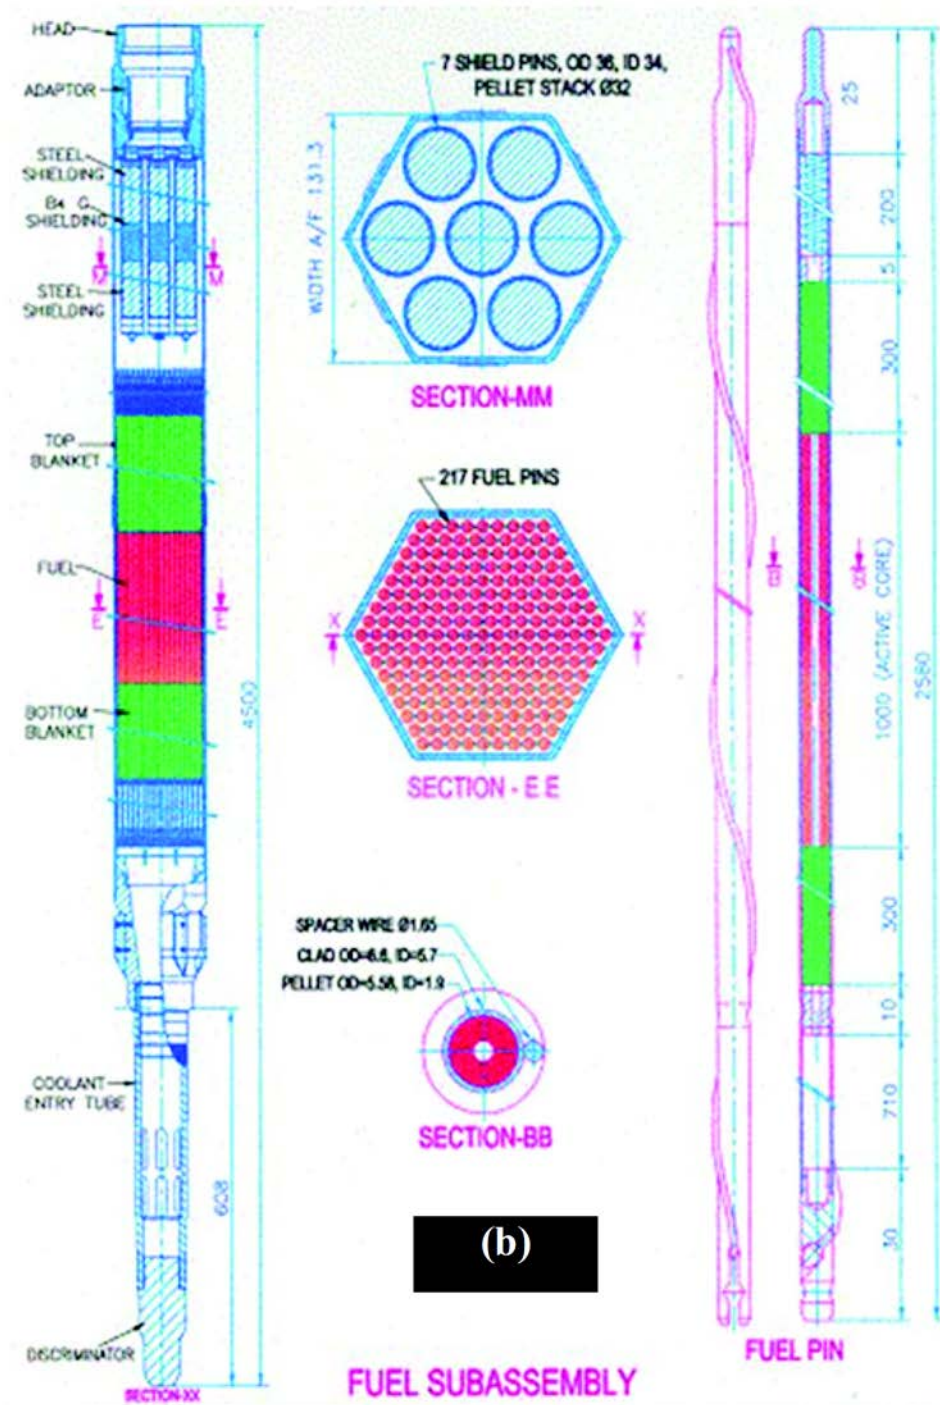 HEAD
ADAPTOR
STEEL
SHIELDING
B4 C
SHIELDING
STEEL
SHIELDING
TOP
BLANKET
FUEL
BOTTOM
BLANKET
COOLANT
ENTRY TUBE
DISCRIMINATOR
SECTION-XX
4500
608
7 SHIELD PINS, OD 36, ID 34,
PELLET STACK Ø32
WIDTH A/F 131.3
SECTION-MM
217 FUEL PINS
X X
SECTION - E E
SPACER WIRE Ø1.65
CLAD OD=6.6, ID=5.7
PELLET OD=5.58, ID=1.9
SECTION-BB
(b)
FUEL SUBASSEMBLY
25
200
5
300
1000 (ACTIVE CORE)
2580
B B
300
10
710
30
FUEL PIN